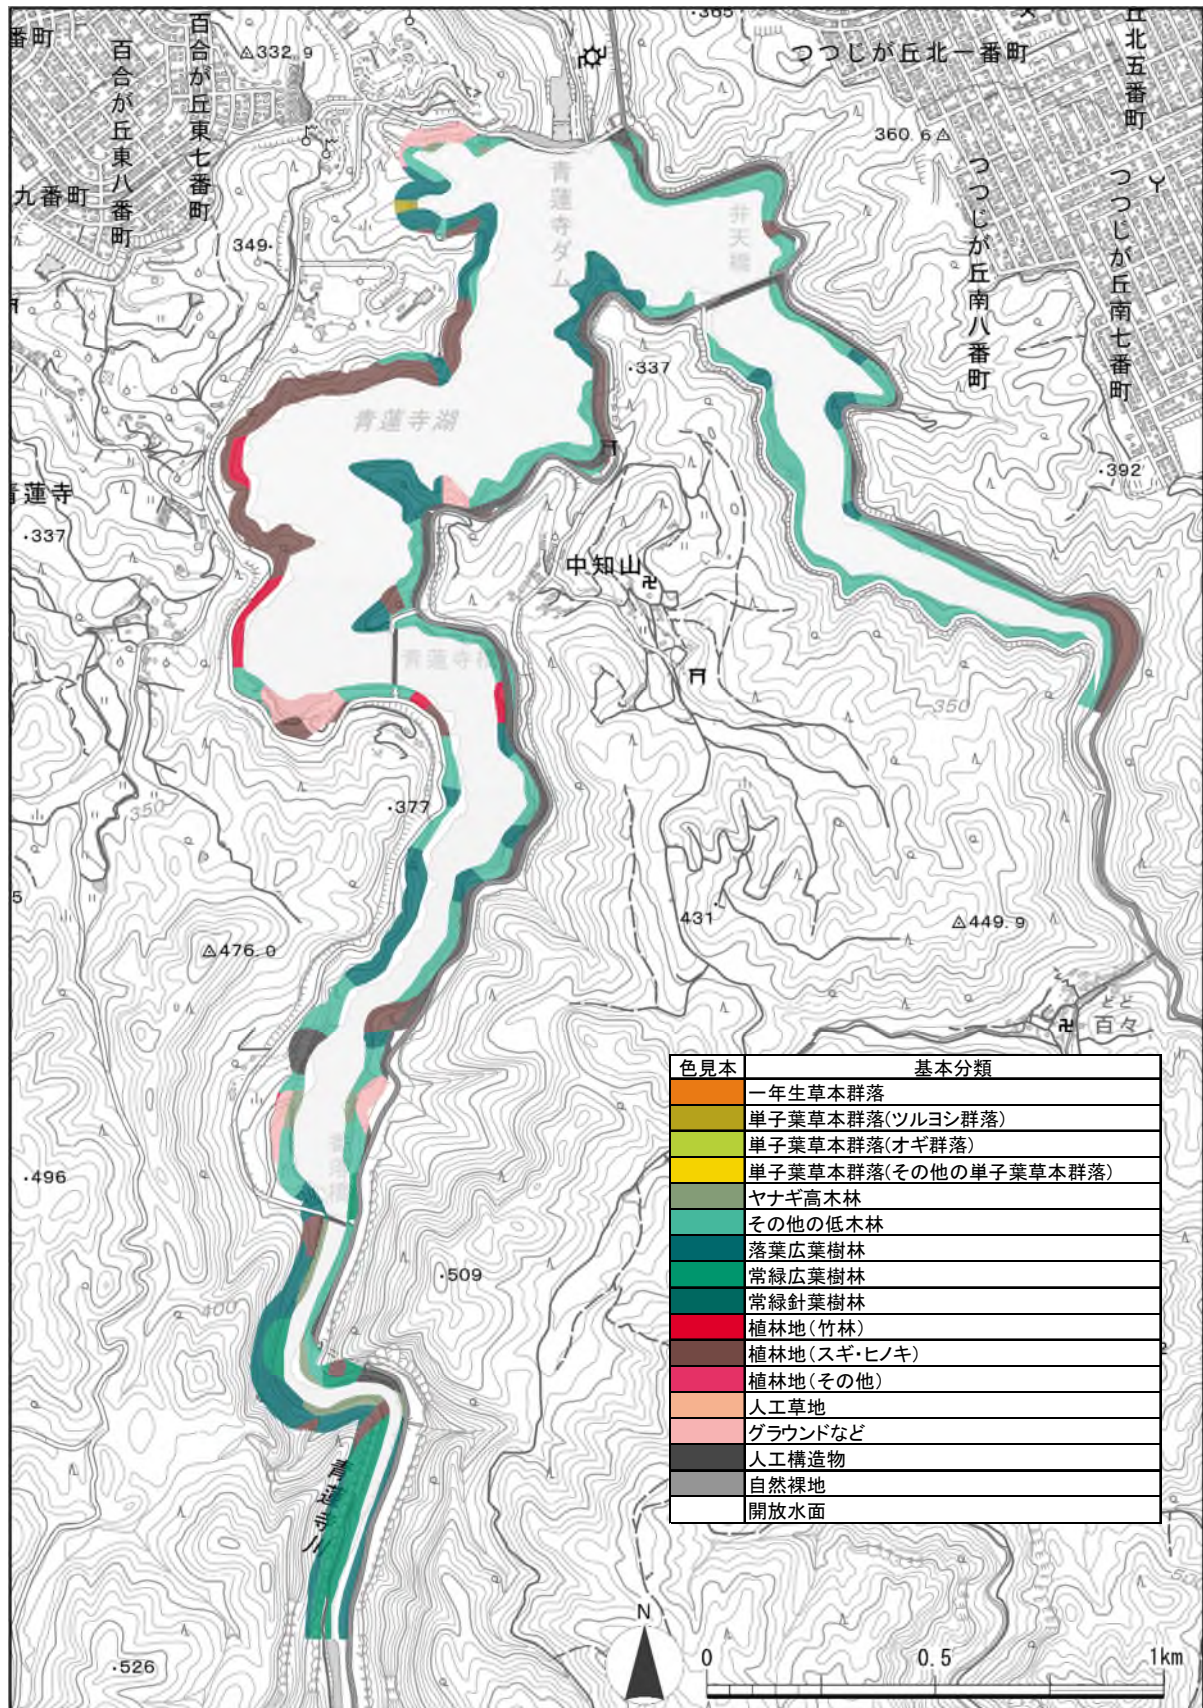 番町
百合が丘東八番町
百合が丘東七番町
九番町
332.9
365
つつじが丘北一番町
丘北五番町
360.6
つつじが丘南八番町
つつじが丘南七番町
青蓮寺ダム
弁天橋
349
337
青蓮寺湖
392
青蓮寺
337
中知山
青蓮寺橋
350
377
350
431
449.9
476.0
とど
百々
496
509
400
青蓮寺川
526
色見本 基本分類
一年生草本群落
単子葉草本群落(ツルヨシ群落)
単子葉草本群落(オギ群落)
単子葉草本群落(その他の単子葉草本群落)
ヤナギ高木林
その他の低木林
落葉広葉樹林
常緑広葉樹林
常緑針葉樹林
植林地(竹林)
植林地(スギ・ヒノキ)
植林地(その他)
人工草地
グラウンドなど
人工構造物
自然裸地
開放水面
N
0 0.5 1km